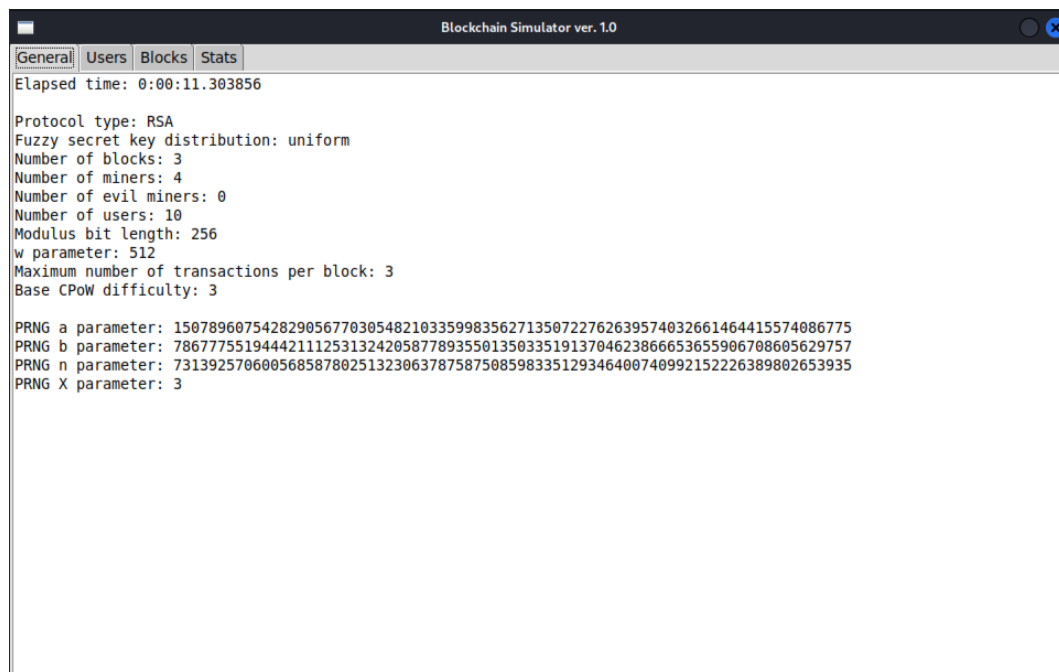 Blockchain Simulator ver. 1.0
General Users Blocks Stats
Elapsed time: 0:00:11.303856
Protocol type: RSA
Fuzzy secret key distribution: uniform
Number of blocks: 3
Number of miners: 4
Number of evil miners: 0
Number of users: 10
Modulus bit length: 256
w parameter: 512
Maximum number of transactions per block: 3
Base CPoW difficulty: 3
PRNG a parameter: 15078960754282905677030548210335998356271350722762639574032661464415574086775
PRNG b parameter: 78677755194442111253132420587789355013503351913704623866653655906708605629757
PRNG n parameter: 73139257060056858780251323063787587508598335129346400740992152226389802653935
PRNG X parameter: 3